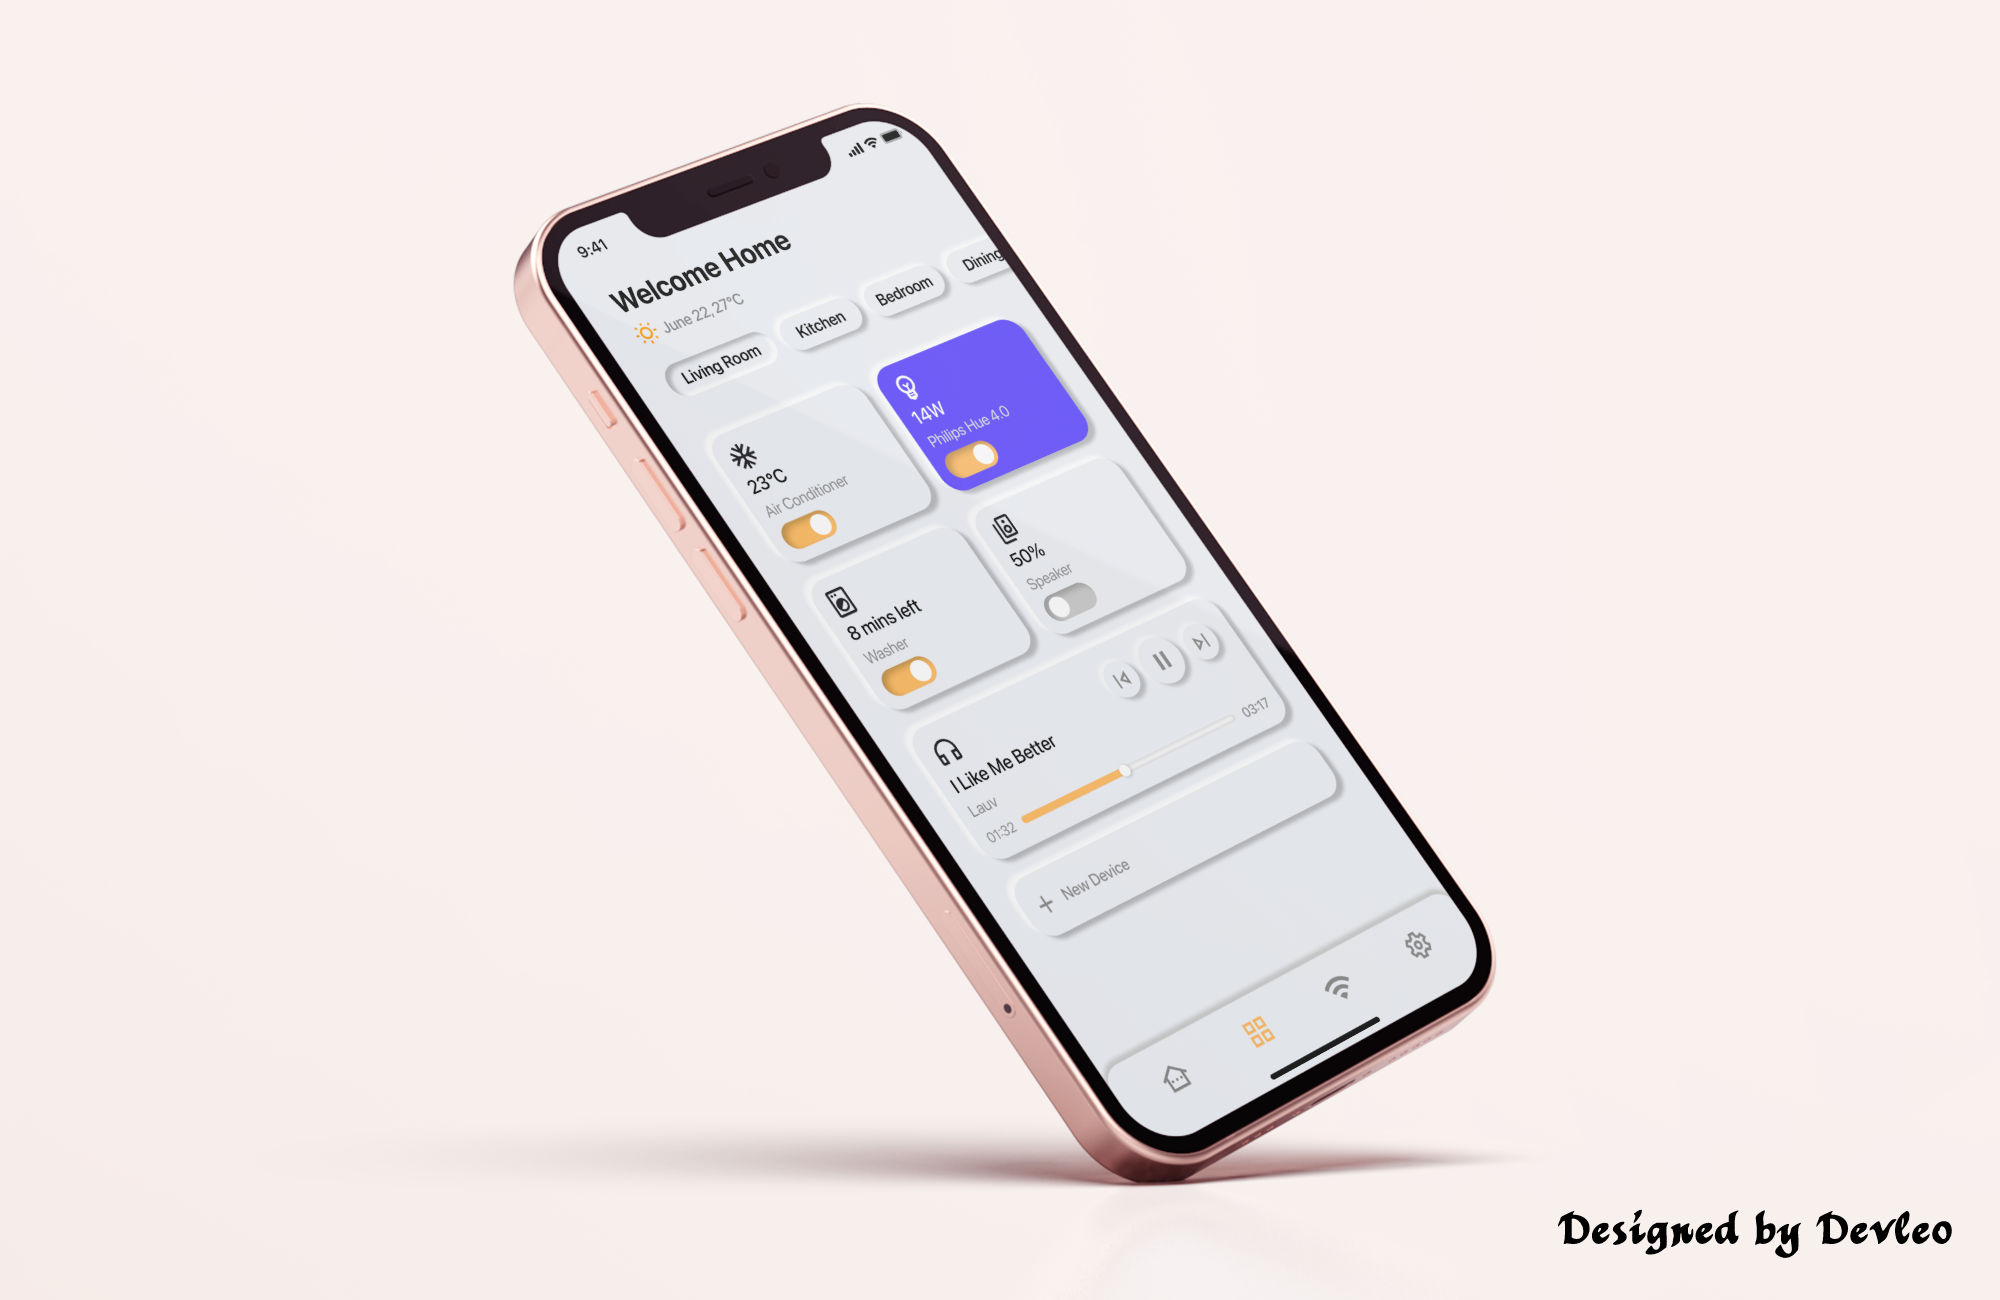 9:41
Welcome Home
June 22, 27°C
Living Room
Kitchen
Bedroom
Dining
23°C
Air Conditioner
14W
Philips Hue 4.0
8 mins left
Washer
50%
Speaker
I Like Me Better
Lauv
01:32
03:17
New Device
Designed by Devleo